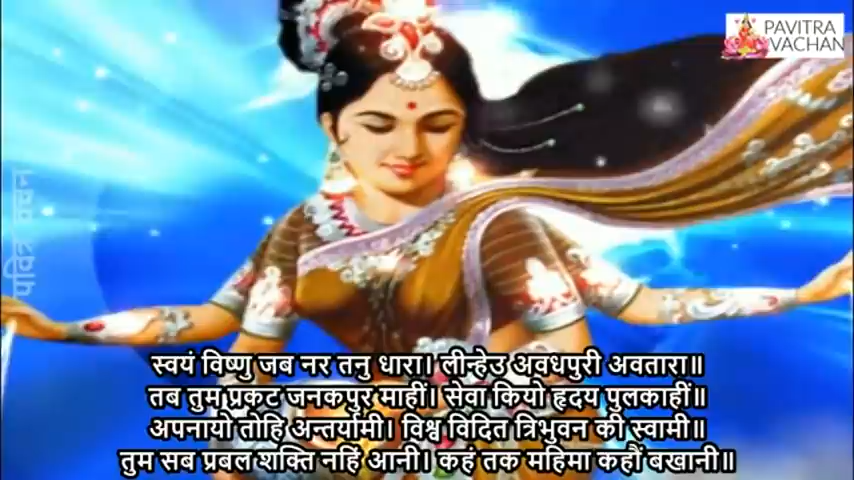 PAVITRA
VACHAN
पवित्र वचन
स्वयं विष्णु जब नर तनु धारा। लीन्हेउ अवधपुरी अवतारा॥
तब तुम प्रकट जनकपुर माहीं। सेवा कियो हृदय पुलकाहीं॥
अपनायो तोहि अन्तर्यामी। विश्व विदित त्रिभुवन की स्वामी॥
तुम सब प्रबल शक्ति नहिं आनी। कहं तक महिमा कहौं बखानी॥